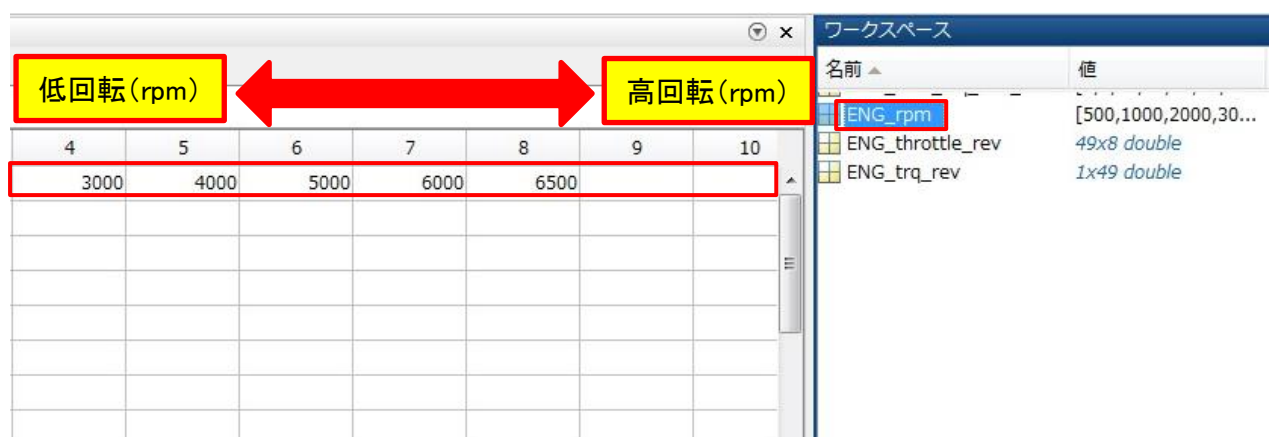 ワークスペース
低回転(rpm)
高回転(rpm)
名前 値
ENG_rpm [500,1000,2000,30...
ENG_throttle_rev 49x8 double
ENG_trq_rev 1x49 double
4 5 6 7 8 9 10
3000 4000 5000 6000 6500